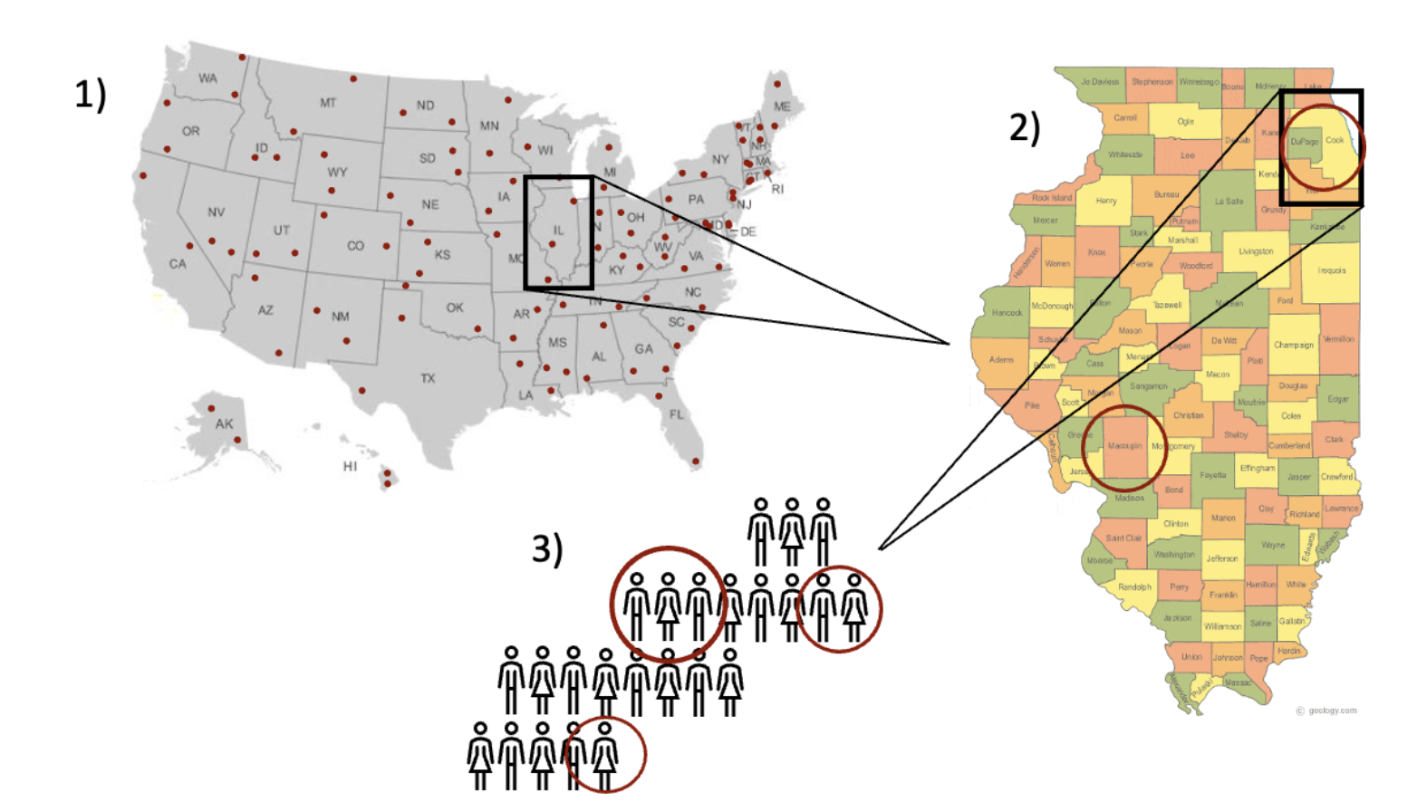 1)
WA
MT
ND
MN
ME
OR
ID
SD
WI
MI
VT
NH
NY
MA
CT
RI
WY
IA
PA
NJ
NV
NE
OH
MD
DE
UT
CO
IL
IN
WV
CA
KS
MO
KY
VA
AZ
NM
OK
AR
TN
NC
SC
MS
AL
GA
TX
LA
FL
AK
HI
2)
Jo Daviess
Stephenson
Winnebago
Boone
McHenry
Lake
Carroll
Ogle
DeKalb
Kane
DuPage
Cook
Whiteside
Lee
Kendall
Will
Rock Island
Henry
Bureau
La Salle
Grundy
Mercer
Stark
Putnam
Kankakee
Marshall
Henderson
Warren
Knox
Peoria
Woodford
Livingston
Iroquois
Hancock
McDonough
Fulton
Tazewell
McLean
Ford
Schuyler
Mason
Logan
De Witt
Champaign
Vermillion
Adams
Brown
Cass
Menard
Piatt
Macon
Pike
Scott
Morgan
Sangamon
Christian
Moultrie
Douglas
Edgar
Coles
Calhoun
Greene
Macoupin
Montgomery
Shelby
Cumberland
Clark
Jersey
Fayette
Effingham
Jasper
Crawford
Madison
Bond
Clay
Richland
Lawrence
Clinton
Marion
Saint Clair
Monroe
Washington
Jefferson
Wayne
Edwards
Wabash
Randolph
Perry
Franklin
Hamilton
White
Jackson
Williamson
Saline
Gallatin
Union
Johnson
Pope
Hardin
Alexander
Pulaski
Massac
© geology.com
3)